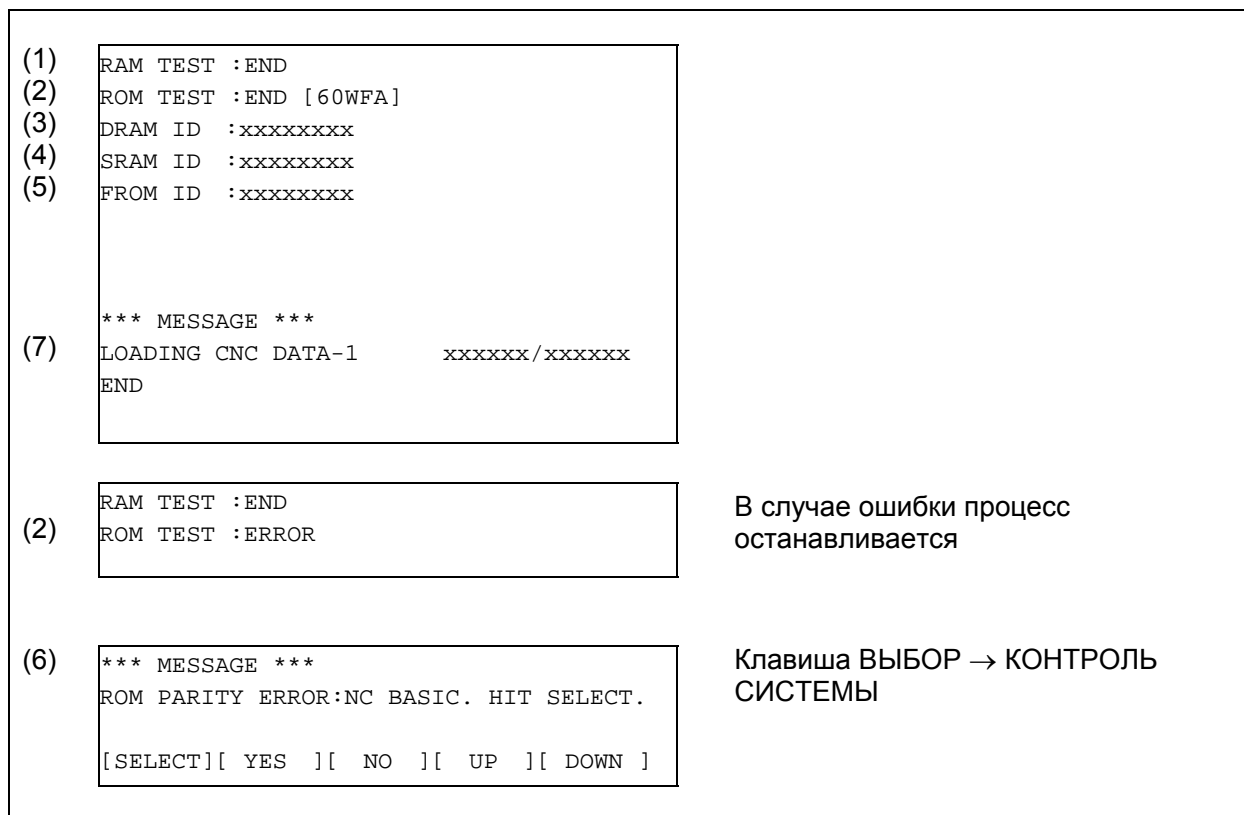 (1) RAM TEST :END
(2) ROM TEST :END [60WFA]
(3) DRAM ID :xxxxxxxx
(4) SRAM ID :xxxxxxxx
(5) FROM ID :xxxxxxxx
*** MESSAGE ***
(7) LOADING CNC DATA-1 xxxxxx/xxxxxx
END
RAM TEST :END
(2) ROM TEST :ERROR
В случае ошибки процесс
останавливается
(6) *** MESSAGE ***
ROM PARITY ERROR:NC BASIC. HIT SELECT.
[SELECT][ YES ][ NO ][ UP ][ DOWN ]
Клавиша ВЫБОР → КОНТРОЛЬ
СИСТЕМЫ